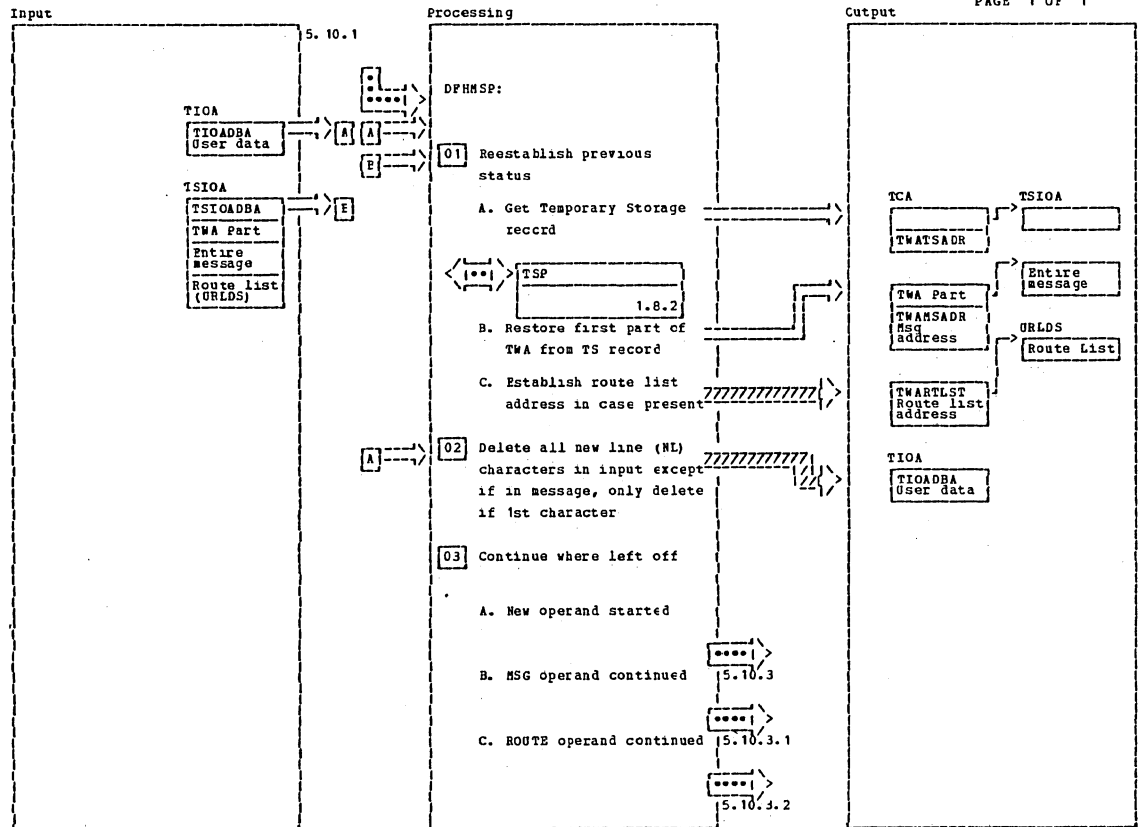 PAGE 1 OF 1
Input
Processing
Cutput
5.10.1
DFHMSP:
TIOA
TIOADBA
User data
A
A
E
01 Reestablish previous
status
TSIOA
TSIOADBA
E
TWA Part
Entire
message
Route list
(URLDS)
A. Get Temporary Storage
reccrd
TCA
TWATSADR
TSIOA
TSP
1.8.2
B. Restore first part cf
TWA from TS record
TWA Part
TWAMSADR
Msg
address
Entire
message
URLDS
Route List
C. Establish route list
address in case present
TWARTLST
Route list
address
A
02 Delete all new line (NL)
characters in input except
if in message, only delete
if 1st character
TIOA
TIOADBA
User data
03 Continue where left off
A. New operand started
B. MSG operand continued
5.10.3
C. ROUTE operand continued
5.10.3.1
5.10.3.2